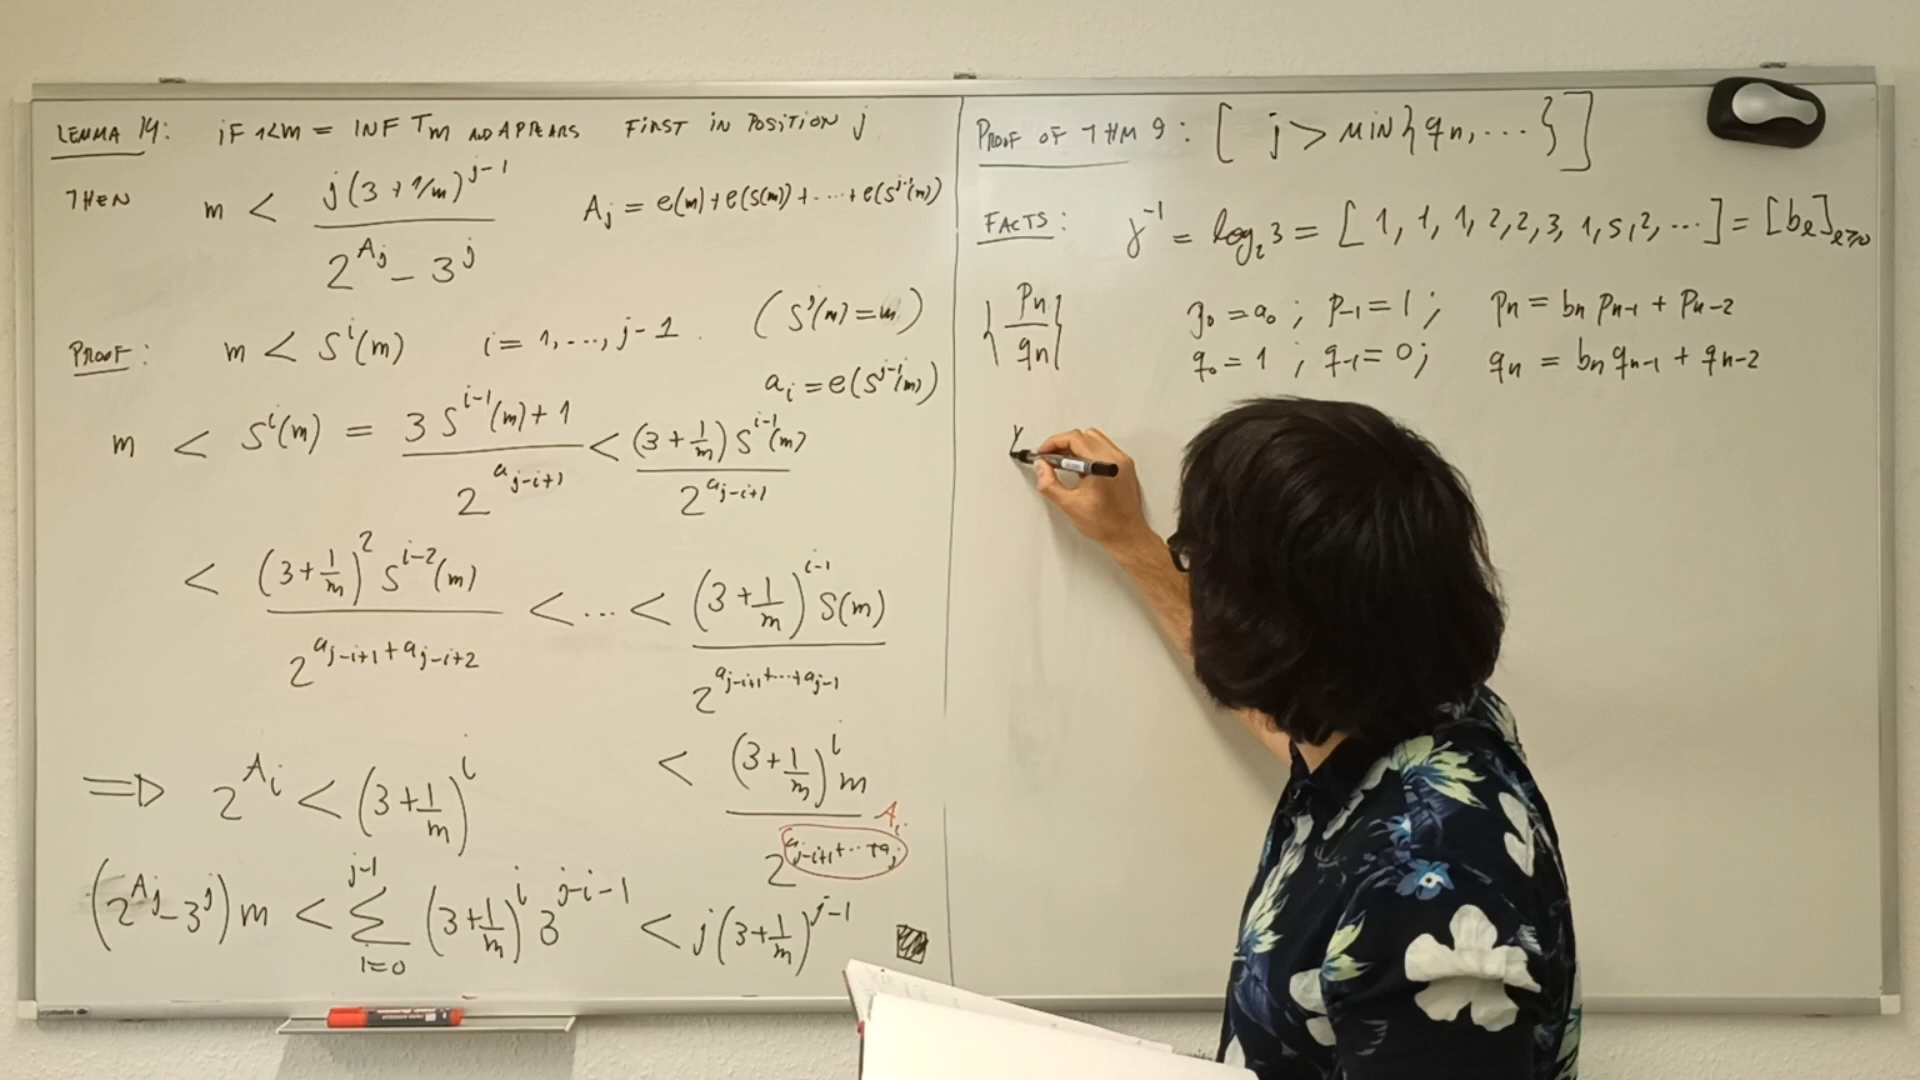 LEMMA 14: IF 1<m = INF Tm AND APPEARS FIRST IN POSITION j
THEN m < j(3+1/m)^{j-1} / (2^{A_j} - 3^j)
A_j = e(m)+e(S(m))+....+e(S^{j-1}(m))
PROOF: m < S^i(m) i=1,...,j-1. (S^j(m)=m)
a_i = e(S^{j-i}(m))
m < S^i(m) = (3S^{i-1}(m)+1) / 2^{a_{j-i+1}} < (3+1/m)S^{i-1}(m) / 2^{a_{j-i+1}}
< (3+1/m)^2 S^{i-2}(m) / 2^{a_{j-i+1}+a_{j-i+2}} < ... < (3+1/m)^{i-1} S(m) / 2^{a_{j-i+1}+...+a_{j-1}}
⟹ 2^{A_i} < (3+1/m)^i
< (3+1/m)^i m / 2^{a_{j-i+1}+...+a_j} A_i
(2^{A_j}-3^j)m < Σ_{i=0}^{j-1} (3+1/m)^i 3^{j-i-1} < j(3+1/m)^{j-1}
PROOF OF THM 9: [ j > MIN{q_n,...}]
FACTS: γ^{-1} = log_2 3 = [1, 1, 1, 2, 2, 3, 1, 5, 2, ...] = [b_ℓ]_{ℓ≥0}
{p_n/q_n} p_0 = a_0; p_{-1}=1; p_n = b_n p_{n-1} + p_{n-2}
q_0 = 1; q_{-1}=0; q_n = b_n q_{n-1} + q_{n-2}